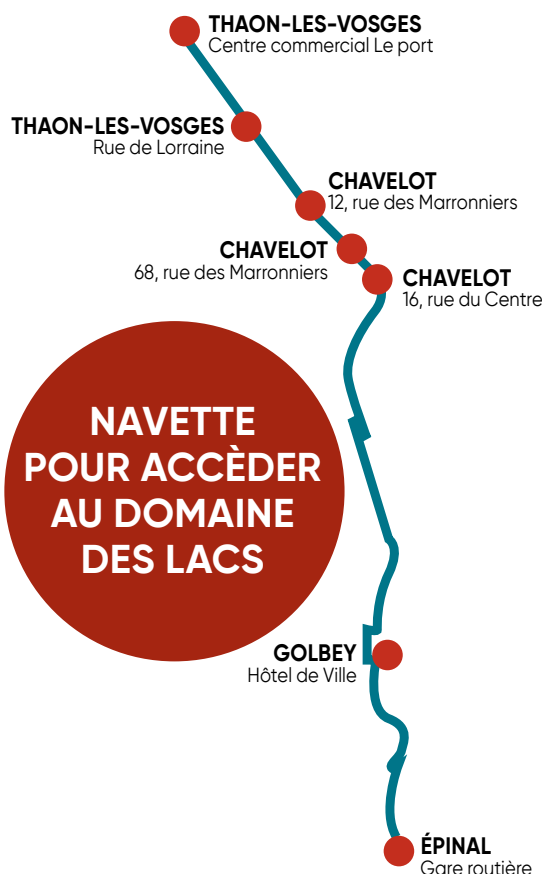 THAON-LES-VOSGES
Centre commercial Le port
THAON-LES-VOSGES
Rue de Lorraine
CHAVELOT
12, rue des Marronniers
CHAVELOT
68, rue des Marronniers
CHAVELOT
16, rue du Centre
NAVETTE
POUR ACCÈDER
AU DOMAINE
DES LACS
GOLBEY
Hôtel de Ville
ÉPINAL
Gare routière